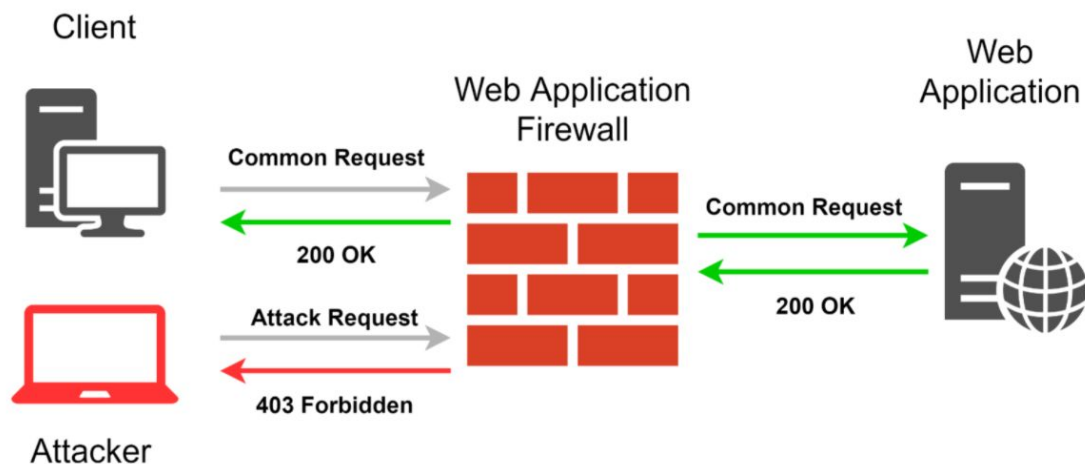 Client
Web Application
Firewall
Web
Application
Common Request
200 OK
Common Request
200 OK
Attack Request
403 Forbidden
Attacker